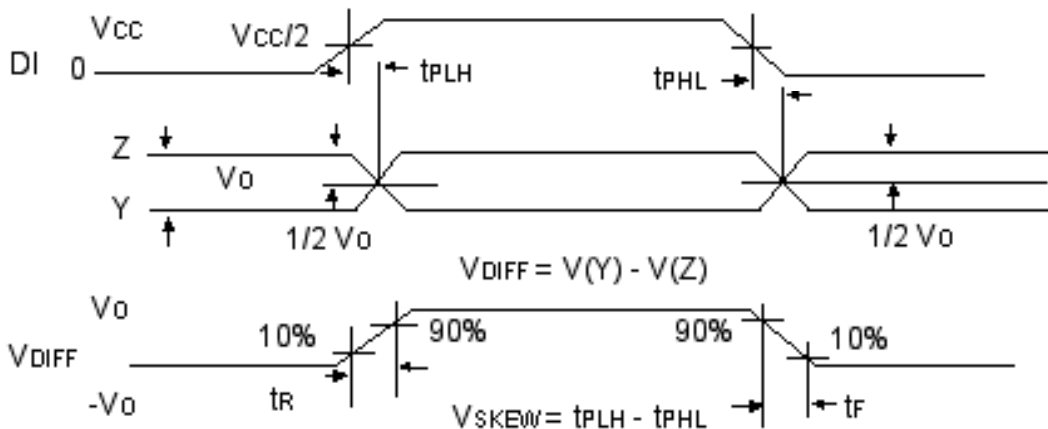 VCC
VCC/2
DI 0
tPLH
tPHL
Z
VO
Y
1/2 VO
1/2 VO
VDIFF = V(Y) - V(Z)
VO
10%
90%
90%
10%
VDIFF
-VO
tR
VSKEW = tPLH - tPHL
tF